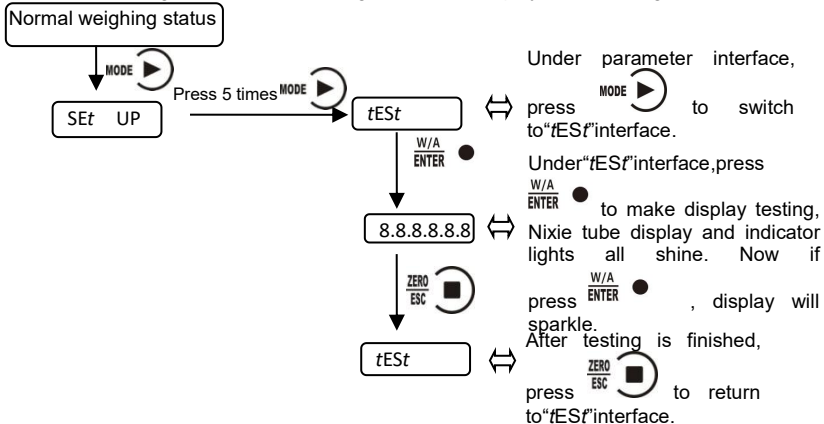 Normal weighing status
MODE
SEt UP
Press 5 times MODE
tESt
Under parameter interface,
press MODE to switch
to“tESt”interface.
W/A
ENTER
Under“tESt”interface,press
W/A
ENTER
to make display testing,
8.8.8.8.8.8
Nixie tube display and indicator
lights all shine. Now if
W/A
press ENTER , display will
sparkle.
ZERO
ESC
tESt
After testing is finished,
ZERO
press ESC to return
to“tESt”interface.